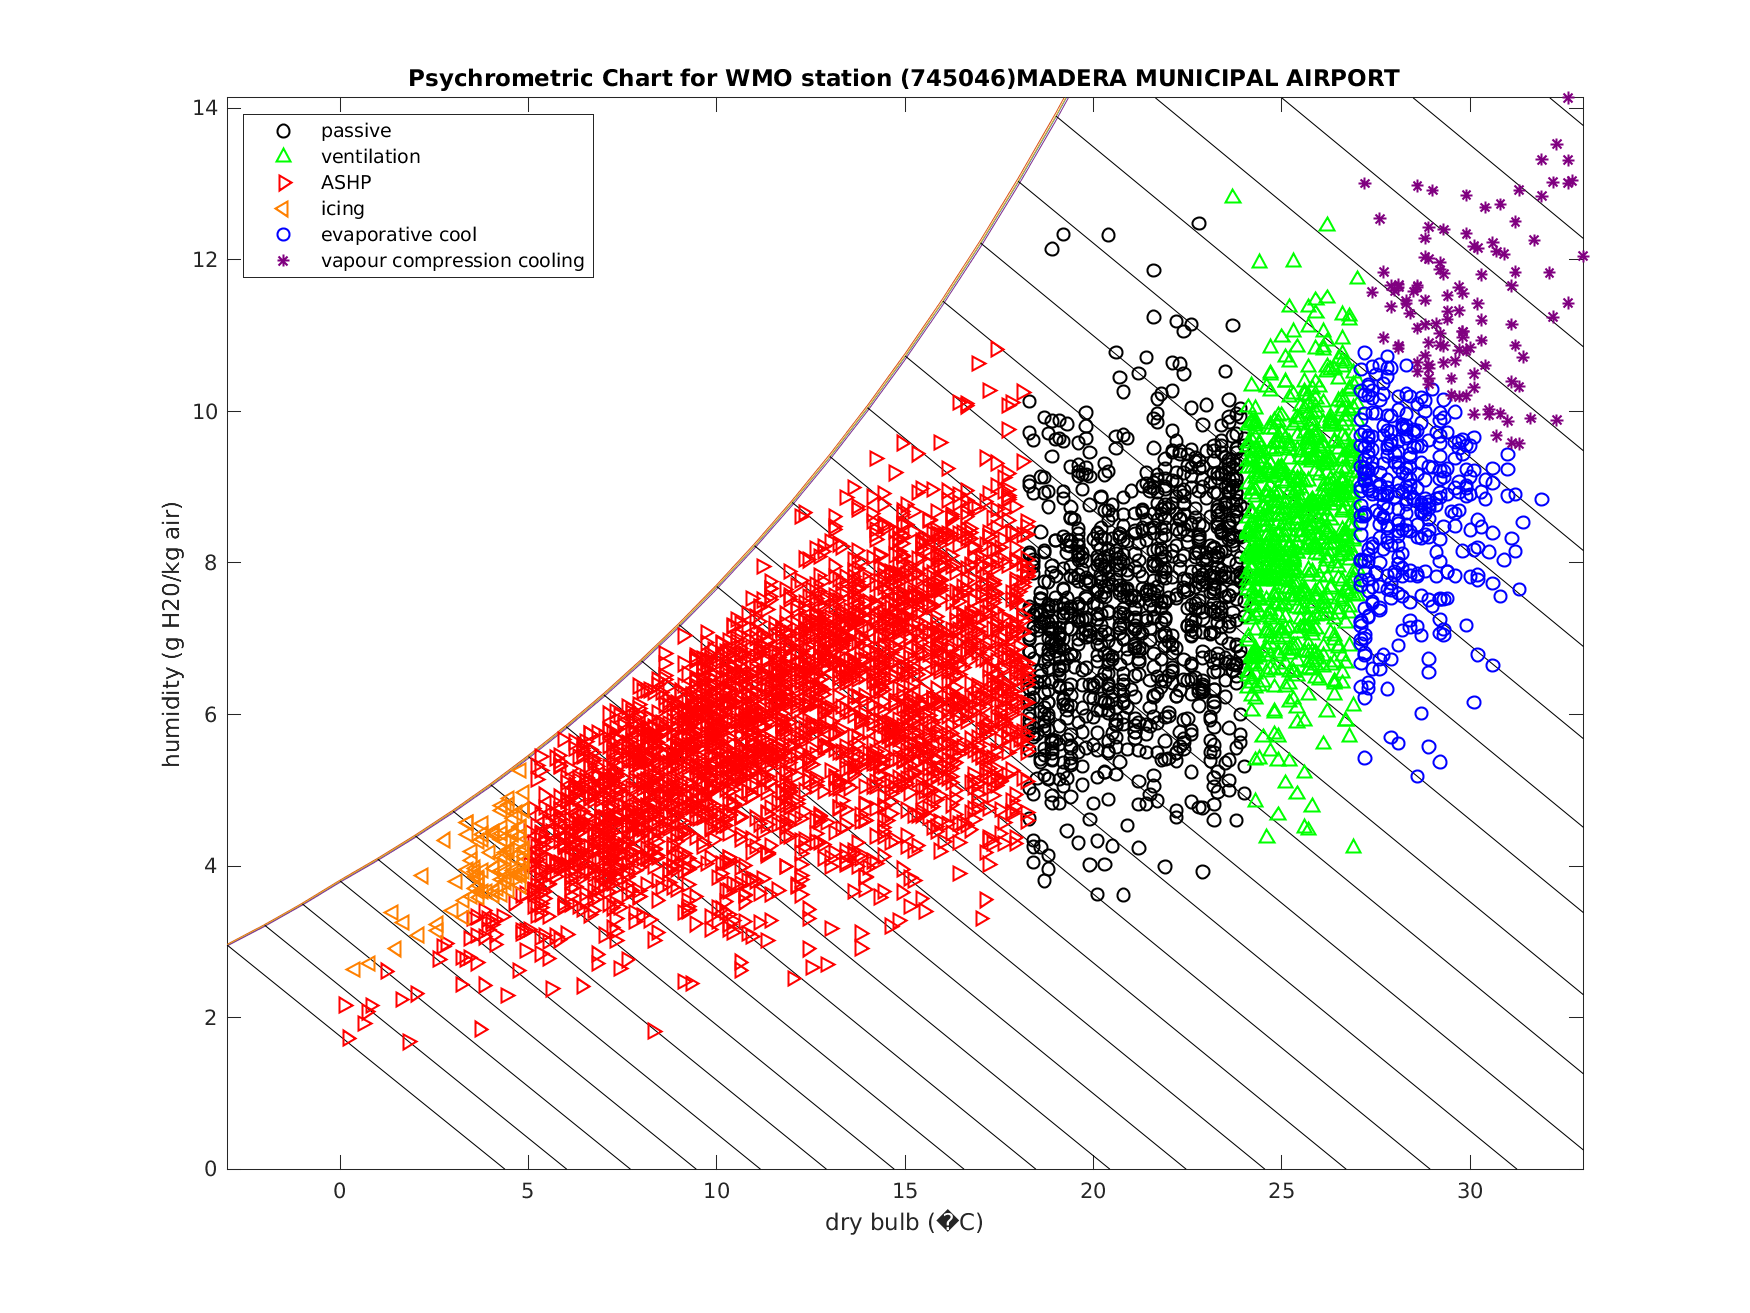 Psychrometric Chart for WMO station (745046)MADERA MUNICIPAL AIRPORT
14
12
10
8
6
4
2
0
humidity (g H20/kg air)
passive
ventilation
ASHP
icing
evaporative cool
vapour compression cooling
0 5 10 15 20 25 30
dry bulb (�C)